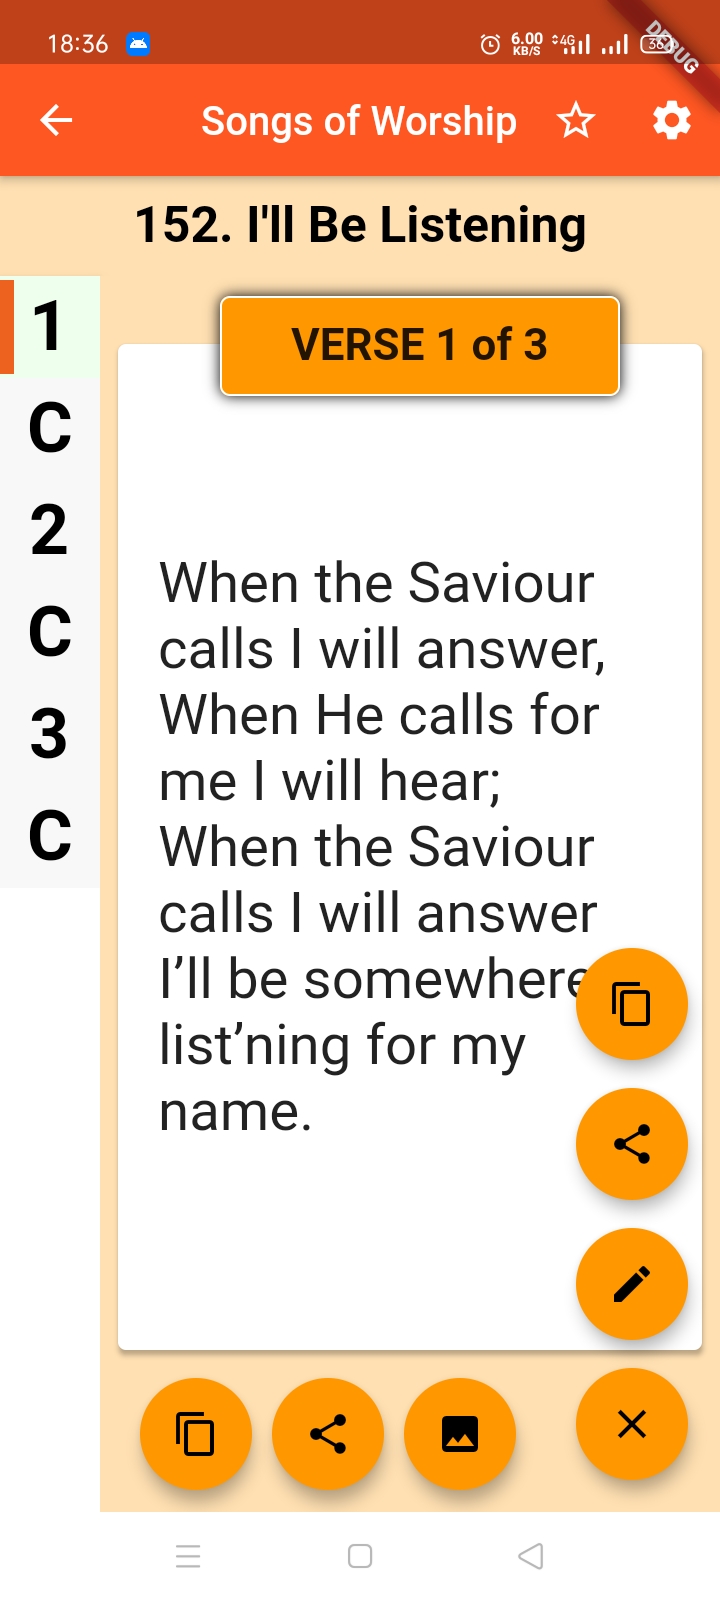 18:36
6.00
KB/S
4G
DEBUG
Songs of Worship
152. I'll Be Listening
1
C
2
C
3
C
VERSE 1 of 3
When the Saviour
calls I will answer,
When He calls for
me I will hear;
When the Saviour
calls I will answer
I’ll be somewhere
list’ning for my
name.